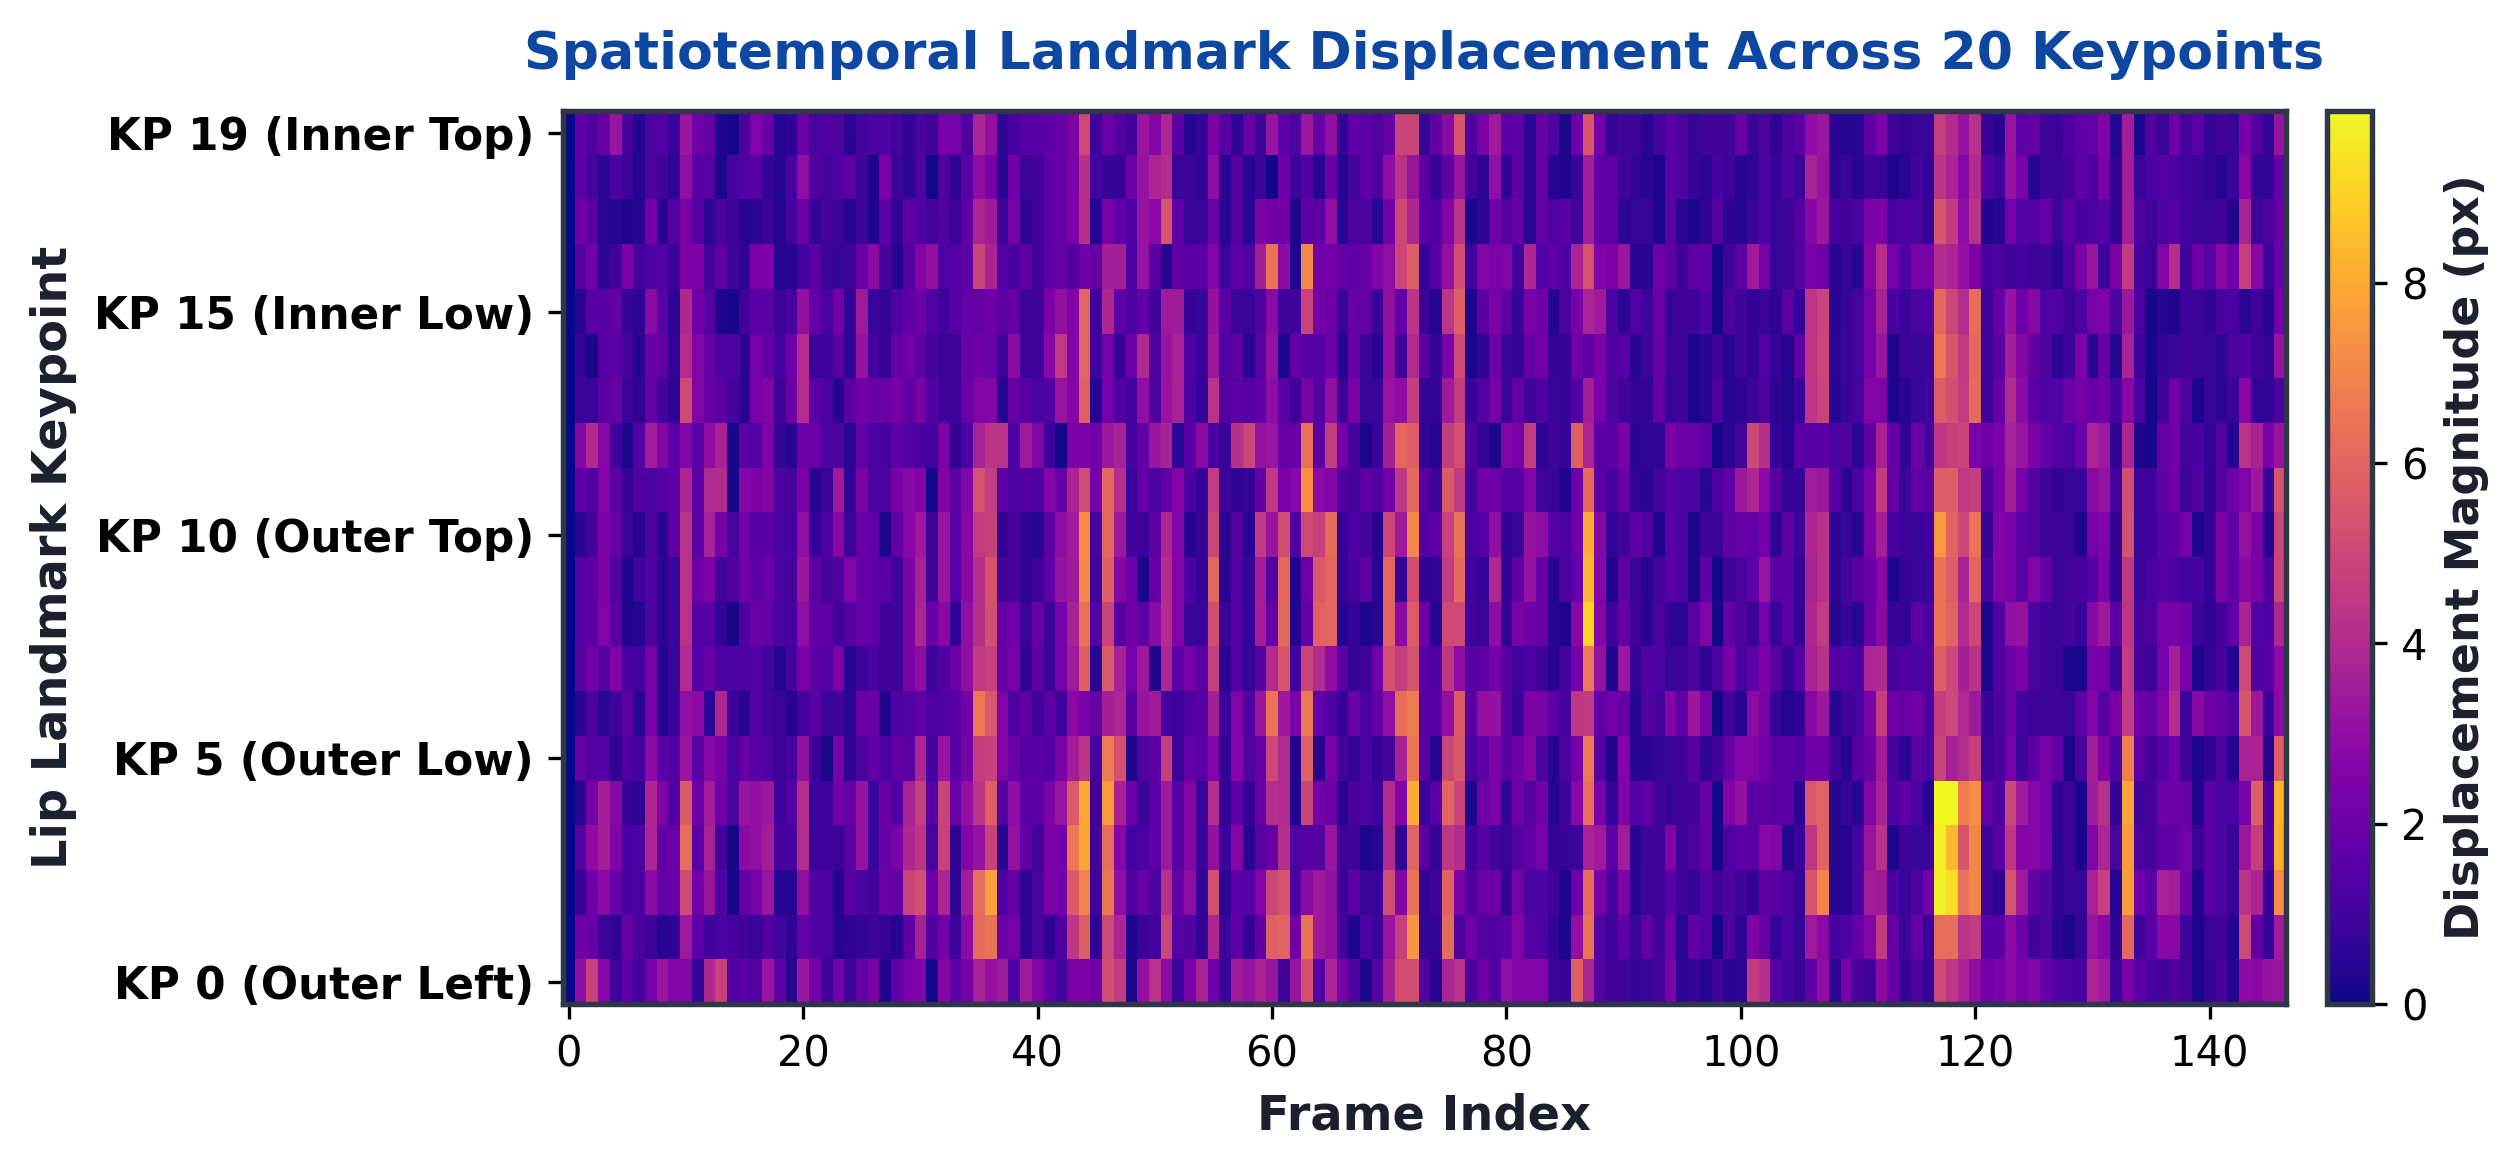 Spatiotemporal Landmark Displacement Across 20 Keypoints
Lip Landmark Keypoint
KP 19 (Inner Top)
KP 15 (Inner Low)
KP 10 (Outer Top)
KP 5 (Outer Low)
KP 0 (Outer Left)
0 20 40 60 80 100 120 140
Frame Index
8
6
4
2
0
Displacement Magnitude (px)